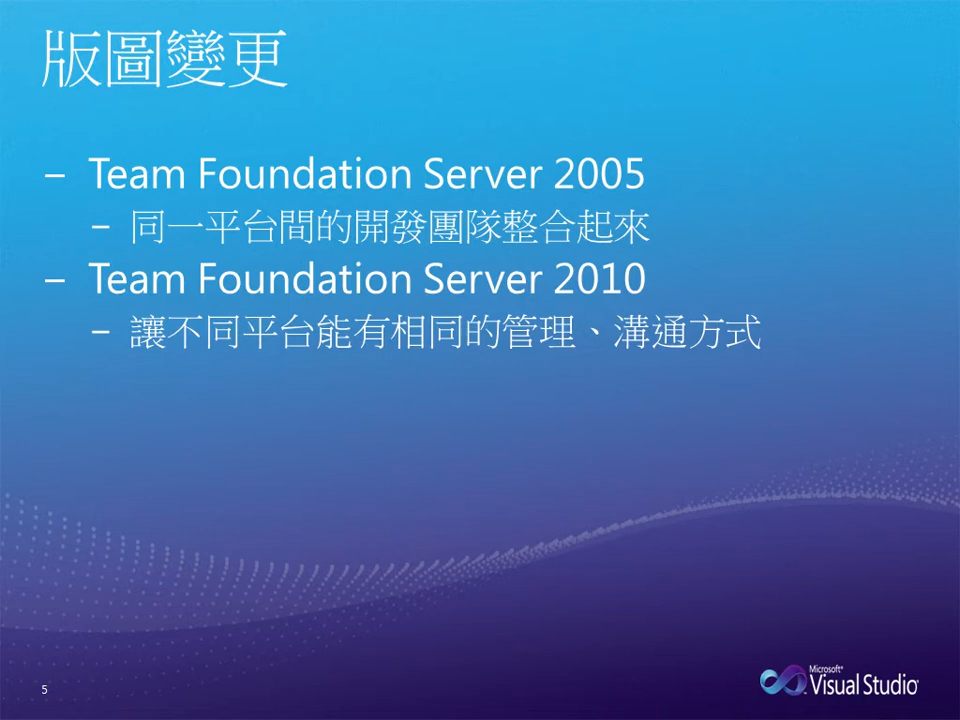 版圖變更
– Team Foundation Server 2005
– 同一平台間的開發團隊整合起來
– Team Foundation Server 2010
– 讓不同平台能有相同的管理、溝通方式
5
Microsoft®
Visual Studio®